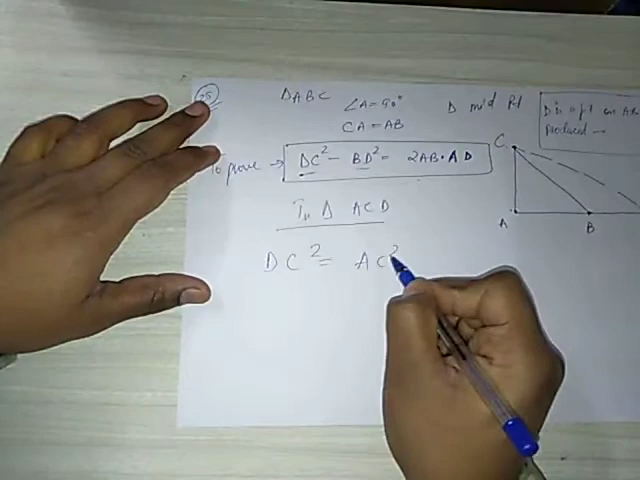 25
ΔABC
∠A=90°
CA = AB
D mid Pt
D is a pt on AB
produced
To prove → DC² - BD² = 2AB·AD
In Δ ACD
DC² = AC²
C
A
B